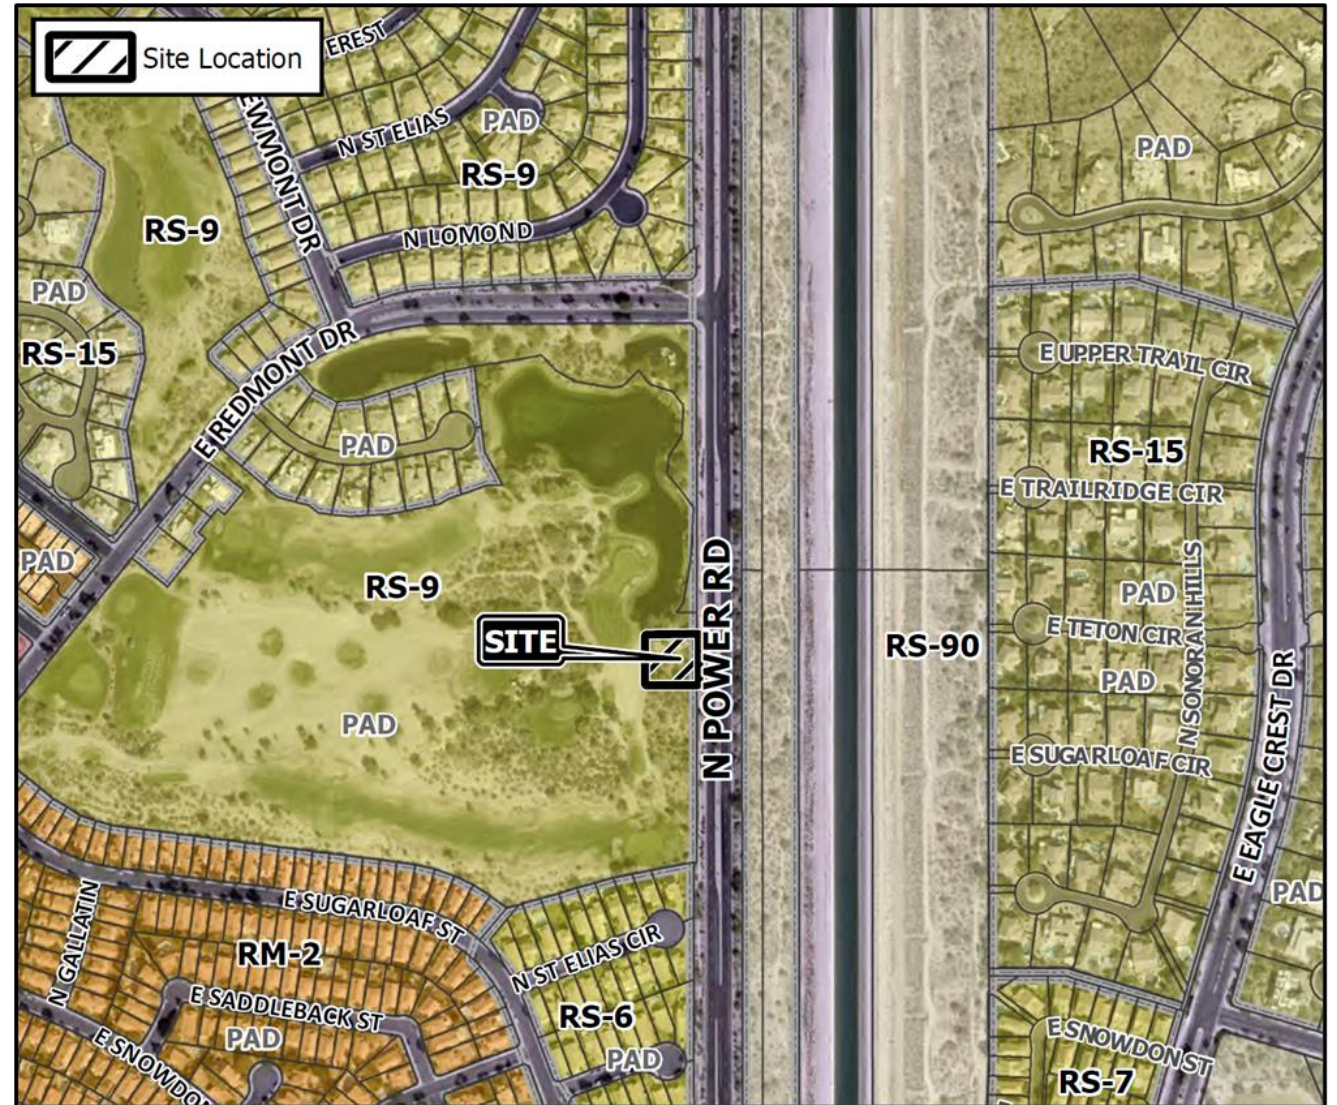 Site Location
EREST
N ST ELIAS
PAD
RS-9
PAD
EWMONT DR
RS-9
N LOMOND
PAD
RS-15
E REDMONT DR
PAD
E UPPER TRAIL CIR
RS-15
E TRAILRIDGE CIR
PAD
RS-9
N POWER RD
PAD
N SONORAN HILLS
SITE
E TETON CIR
RS-90
PAD
PAD
E SUGARLOAF CIR
E EAGLE CREST DR
PAD
N GALLATIN
E SUGARLOAF ST
RM-2
N ST ELIAS CIR
E SADDLEBACK ST
RS-6
PAD
E SNOWDO
PAD
E SNOWDON ST
RS-7